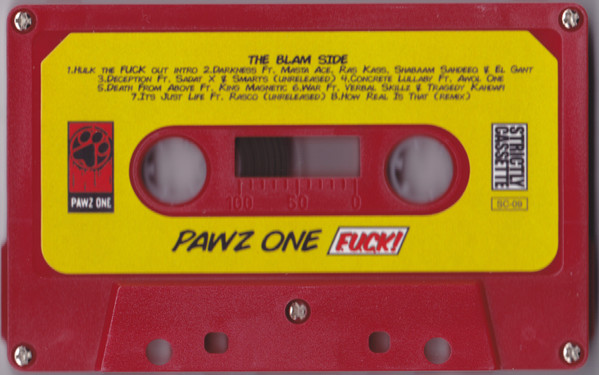 THE BLAM SIDE
1.Hulk the FUCK out intro 2.Darkness Ft. Masta Ace, Ras Kass, Shabaam Sahdeeq & El Gant
3.Deception Ft. Sadat X & Smarts (unreleased) 4.Concrete Lullaby Ft. Awol One
5.Death From Above Ft. King Magnetic 6.War Ft. Verbal Skillz & Tragedy Kahdafi
7.Its Just Life Ft. Rasco (unreleased) 8.How Real Is That (remix)
PAWZ ONE
STRICTLY
CASSETTE
SC-09
100 50 0
PAWZ ONE FUCK!